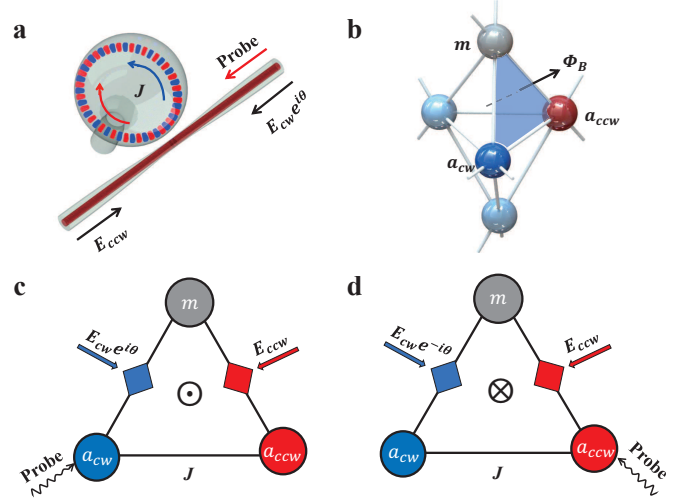 a
Probe
J
E_cw e^{iθ}
E_ccw
b
m
Φ_B
a_ccw
a_cw
c
m
E_cw e^{iθ}
E_ccw
a_cw
a_ccw
J
Probe
d
m
E_cw e^{-iθ}
E_ccw
a_cw
a_ccw
J
Probe